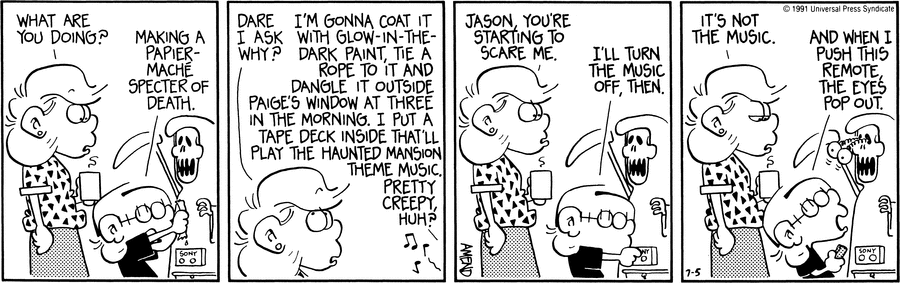 © 1991 Universal Press Syndicate
WHAT ARE
YOU DOING?
MAKING A
PAPIER-
MACHÉ
SPECTER OF
DEATH.
SONY
DARE
I ASK
WHY?
I'M GONNA COAT IT
WITH GLOW-IN-THE-
DARK PAINT, TIE A
ROPE TO IT AND
DANGLE IT OUTSIDE
PAIGE'S WINDOW AT THREE
IN THE MORNING. I PUT A
TAPE DECK INSIDE THAT'LL
PLAY THE HAUNTED MANSION
THEME MUSIC.
PRETTY
CREEPY,
HUH?
JASON, YOU'RE
STARTING TO
SCARE ME.
I'LL TURN
THE MUSIC
OFF, THEN.
AMEND
SONY
IT'S NOT
THE MUSIC.
AND WHEN I
PUSH THIS
REMOTE,
THE EYES
POP OUT.
SONY
7-5